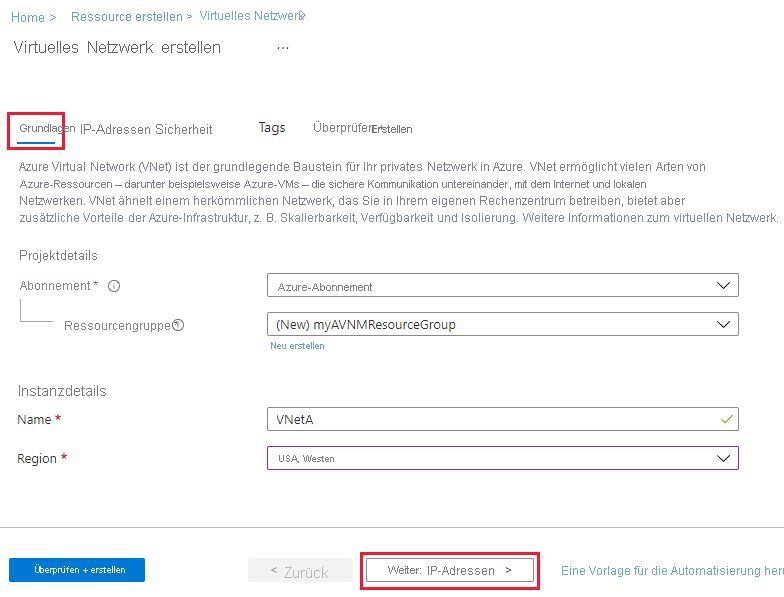 Home > Ressource erstellen > Virtuelles Netzwerk >
Virtuelles Netzwerk erstellen ...
Grundlagen IP-Adressen Sicherheit Tags Überprüfen + Erstellen
Azure Virtual Network (VNet) ist der grundlegende Baustein für Ihr privates Netzwerk in Azure. VNet ermöglicht vielen Arten von
Azure-Ressourcen – darunter beispielsweise Azure-VMs – die sichere Kommunikation untereinander, mit dem Internet und lokalen
Netzwerken. VNet ähnelt einem herkömmlichen Netzwerk, das Sie in Ihrem eigenen Rechenzentrum betreiben, bietet aber
zusätzliche Vorteile der Azure-Infrastruktur, z. B. Skalierbarkeit, Verfügbarkeit und Isolierung. Weitere Informationen zum virtuellen Netzwerk.
Projektdetails
Abonnement * Azure-Abonnement
Ressourcengruppe * (New) myAVNMResourceGroup
Neu erstellen
Instanzdetails
Name * VNetA
Region * USA, Westen
Überprüfen + erstellen < Zurück Weiter: IP-Adressen > Eine Vorlage für die Automatisierung